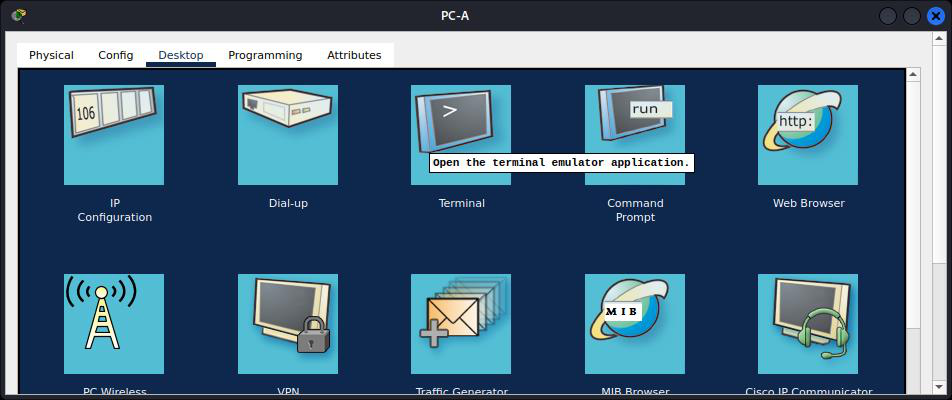 PC-A
Physical Config Desktop Programming Attributes
106
>
run
http:
Open the terminal emulator application.
IP
Configuration
Dial-up
Terminal
Command
Prompt
Web Browser
MIB
PC Wireless
VPN
Traffic Generator
MIB Browser
Cisco IP Communicator